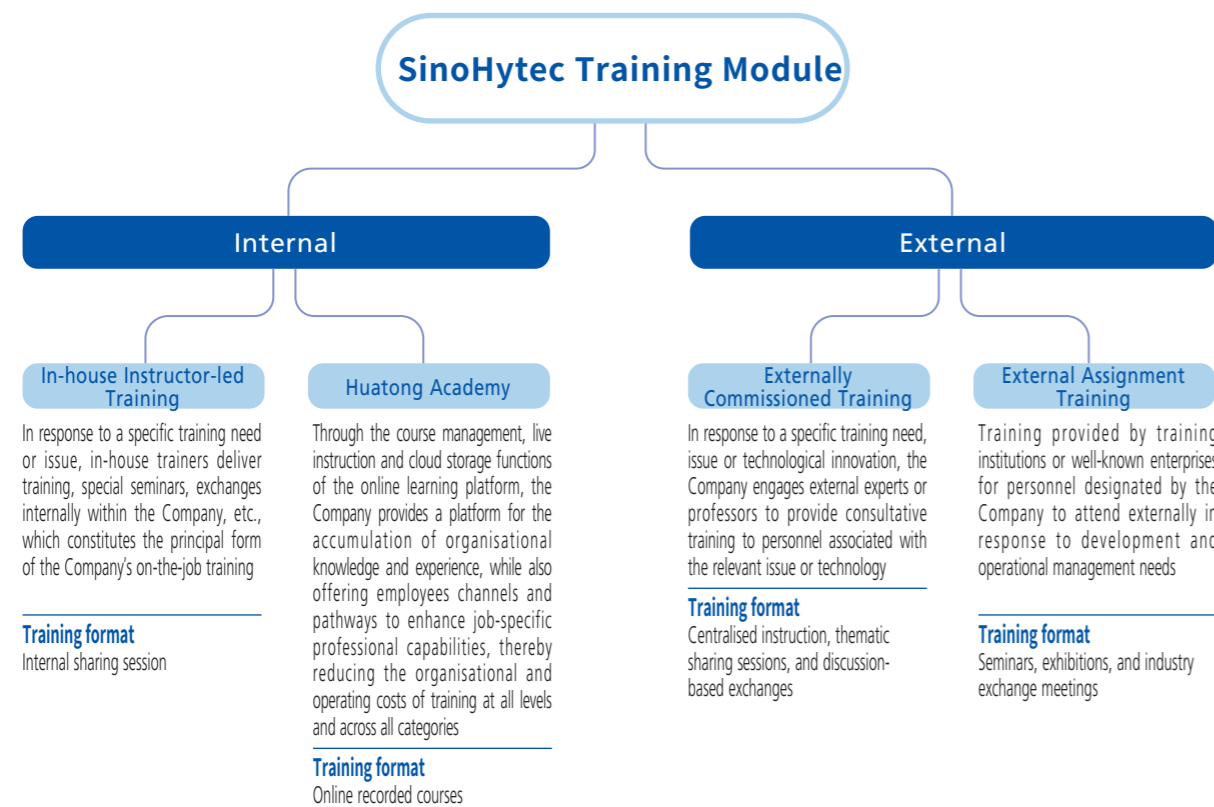 SinoHytec Training Module
Internal
External
In-house Instructor-led
Training
In response to a specific training need
or issue, in-house trainers deliver
training, special seminars, exchanges
internally within the Company, etc.,
which constitutes the principal form
of the Company's on-the-job training
Training format
Internal sharing session
Huatong Academy
Through the course management, live
instruction and cloud storage functions
of the online learning platform, the
Company provides a platform for the
accumulation of organisational
knowledge and experience, while also
offering employees channels and
pathways to enhance job-specific
professional capabilities, thereby
reducing the organisational and
operating costs of training at all levels
and across all categories
Training format
Online recorded courses
Externally
Commissioned Training
In response to a specific training need,
issue or technological innovation, the
Company engages external experts or
professors to provide consultative
training to personnel associated with
the relevant issue or technology
Training format
Centralised instruction, thematic
sharing sessions, and discussion-
based exchanges
External Assignment
Training
Training provided by training
institutions or well-known enterprises
for personnel designated by the
Company to attend externally in
response to development and
operational management needs
Training format
Seminars, exhibitions, and industry
exchange meetings